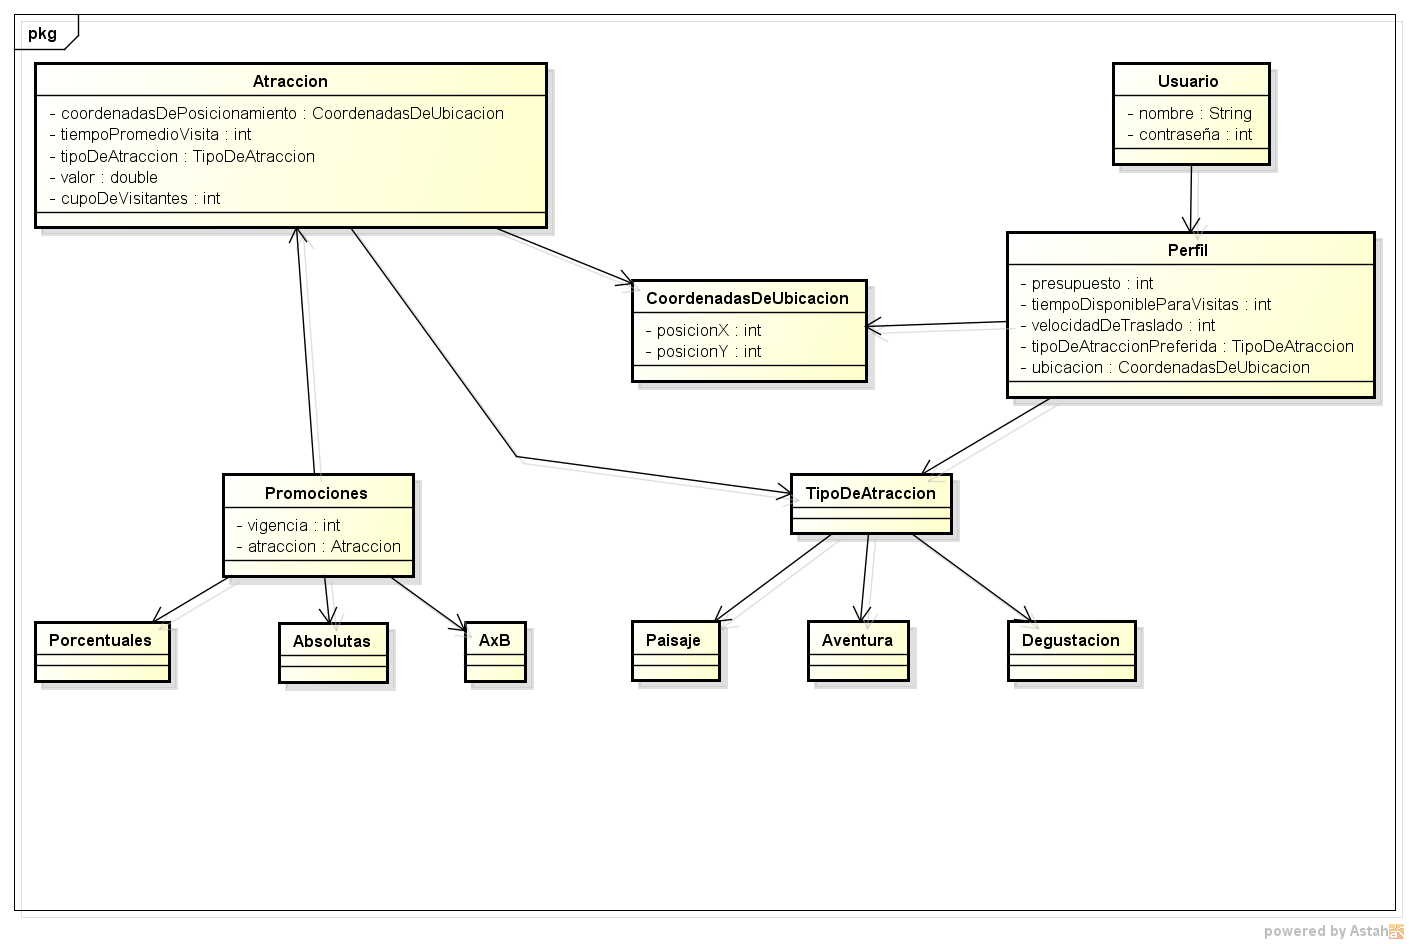 pkg
Atraccion
- coordenadasDePosicionamiento : CoordenadasDeUbicacion
- tiempoPromedioVisita : int
- tipoDeAtraccion : TipoDeAtraccion
- valor : double
- cupoDeVisitantes : int
Usuario
- nombre : String
- contraseña : int
Perfil
- presupuesto : int
- tiempoDisponibleParaVisitas : int
- velocidadDeTraslado : int
- tipoDeAtraccionPreferida : TipoDeAtraccion
- ubicacion : CoordenadasDeUbicacion
CoordenadasDeUbicacion
- posicionX : int
- posicionY : int
Promociones
- vigencia : int
- atraccion : Atraccion
TipoDeAtraccion
Porcentuales
Absolutas
AxB
Paisaje
Aventura
Degustacion
powered by Astah